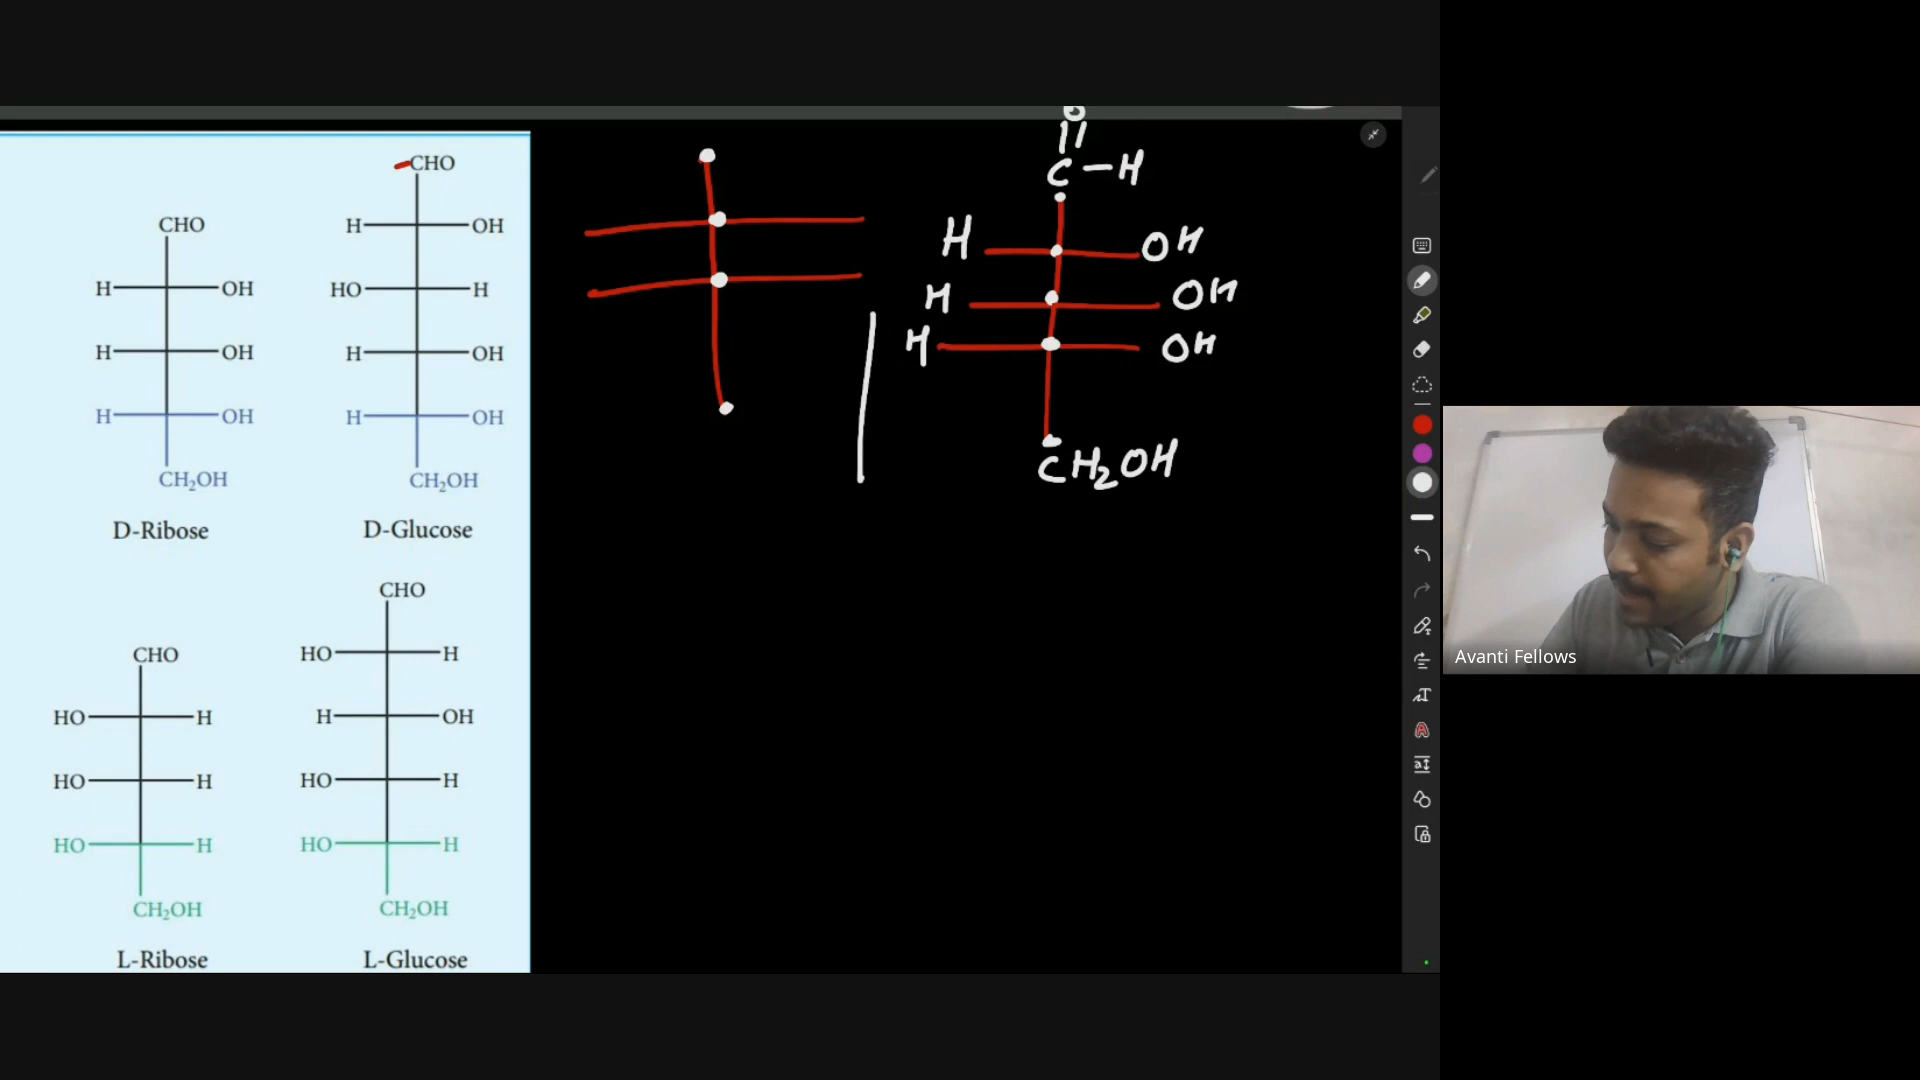 CHO
H OH
HO H
H OH
H OH
CH₂OH
D-Glucose
CHO
H OH
H OH
H OH
CH₂OH
D-Ribose
CHO
HO H
H OH
HO H
HO H
CH₂OH
L-Glucose
CHO
HO H
HO H
HO H
CH₂OH
L-Ribose
O
C-H
H OH
H OH
H OH
CH₂OH
Avanti Fellows